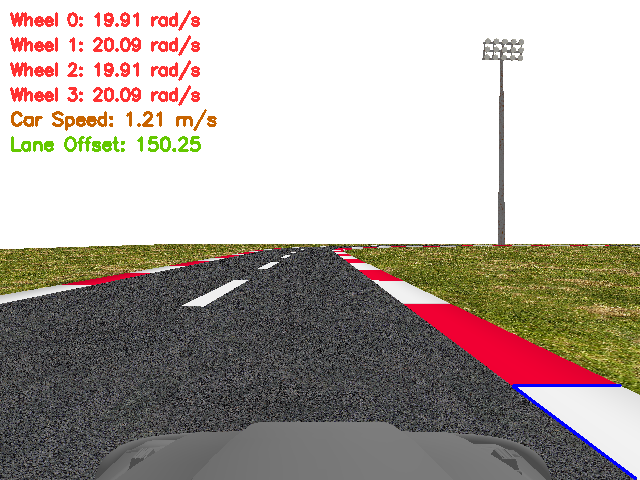 Wheel 0: 19.91 rad/s
Wheel 1: 20.09 rad/s
Wheel 2: 19.91 rad/s
Wheel 3: 20.09 rad/s
Car Speed: 1.21 m/s
Lane Offset: 150.25